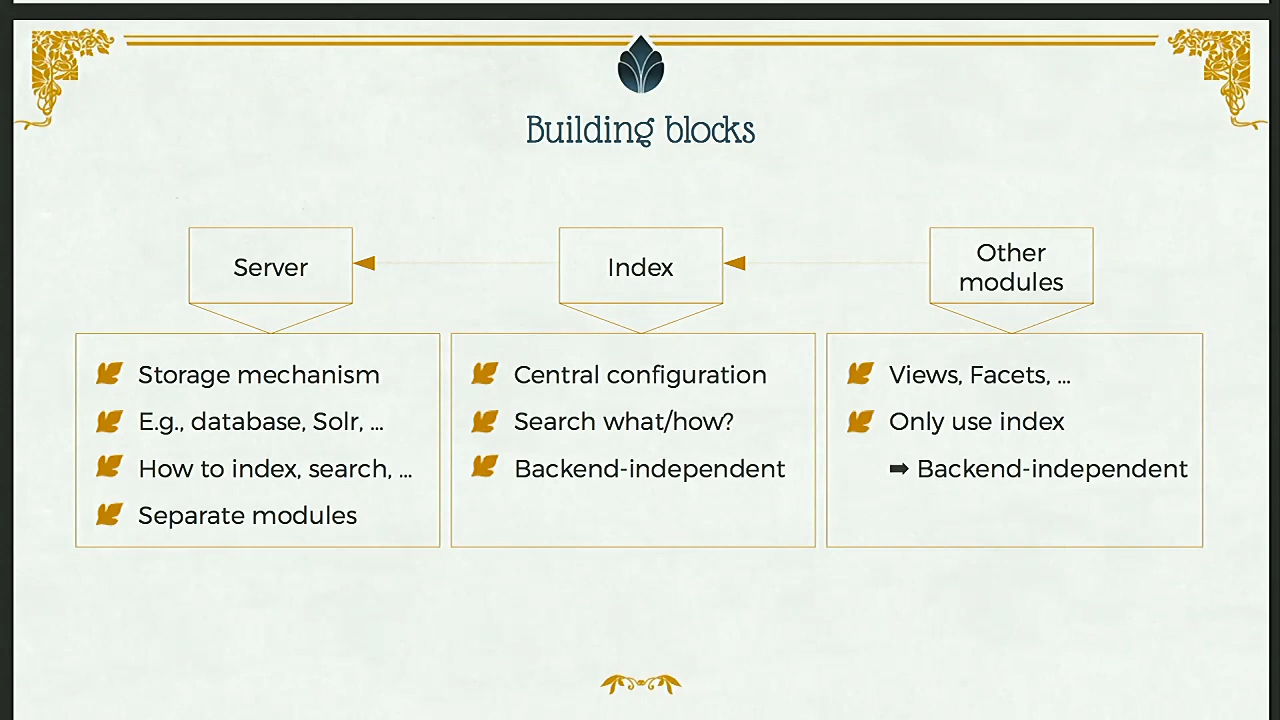 Building blocks
Server
Index
Other
modules
Storage mechanism
E.g., database, Solr, ...
How to index, search, ...
Separate modules
Central configuration
Search what/how?
Backend-independent
Views, Facets, ...
Only use index
➡ Backend-independent